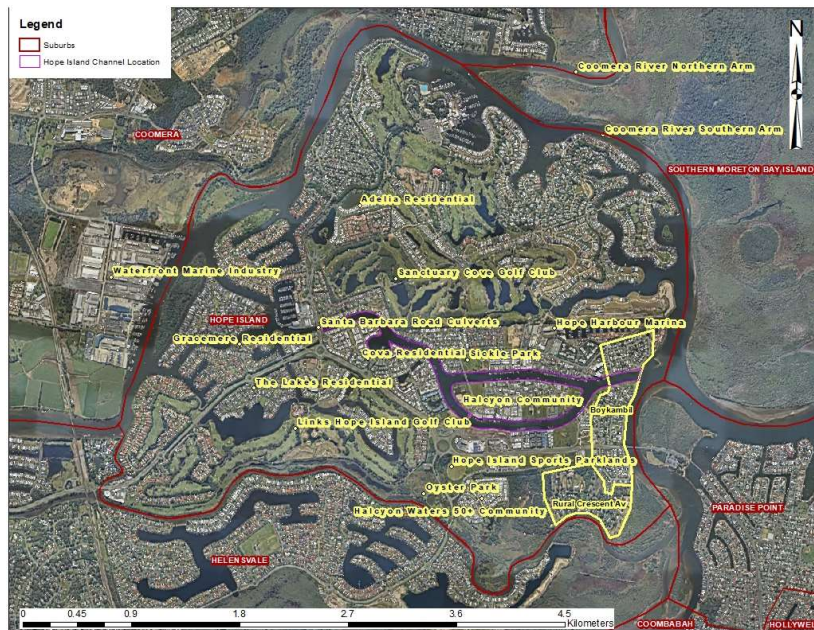 Legend
Suburbs
Hope Island Channel Location
N
Coomera River Northern Arm
COOMERA
Coomera River Southern Arm
SOUTHERN MORETON BAY ISLAND
Adelia Residential
Waterfront Marine Industry
Sanctuary Cove Golf Club
HOPE ISLAND
Santa Barbara Road Culverts
Hope Harbour Marina
Gracemere Residential
Cova Residential
Sickle Park
The Lakes Residential
Halcyon Community
Boykambil
Links Hope Island Golf Club
Hope Island Sports Parklands
Oyster Park
Rural Crescent Av
Halcyon Waters 50+ Community
PARADISE POINT
HELENSVALE
0 0.45 0.9 1.8 2.7 3.6 4.5
Kilometers
COOMBABAH
HOLLYWEL